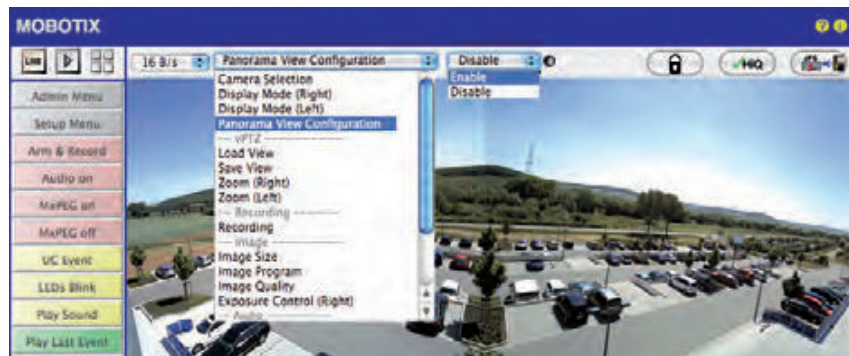 MOBOTIX
? i
LIVE
16 B/s Panorama View Configuration Disable
HiQ
Camera Selection
Display Mode (Right)
Display Mode (Left)
Panorama View Configuration
--- VPTZ ---
Load View
Save View
Zoom (Right)
Zoom (Left)
--- Recording ---
Recording
--- Image ---
Image Size
Image Program
Image Quality
Exposure Control (Right)
--- Audio ---
Enable
Disable
Admin Menu
Setup Menu
Arm & Record
Audio on
MxPEG on
MxPEG off
UC Event
LEDs Blink
Play Sound
Play Last Event